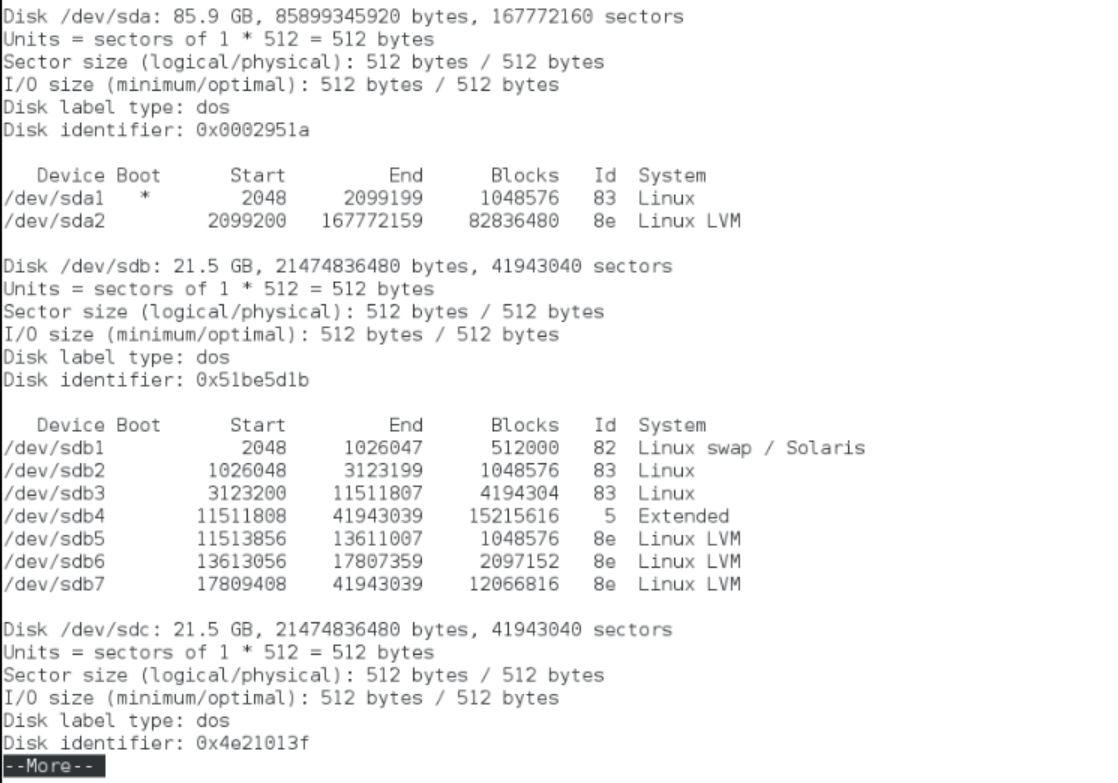 Disk /dev/sda: 85.9 GB, 85899345920 bytes, 167772160 sectors
Units = sectors of 1 * 512 = 512 bytes
Sector size (logical/physical): 512 bytes / 512 bytes
I/O size (minimum/optimal): 512 bytes / 512 bytes
Disk label type: dos
Disk identifier: 0x0002951a

   Device Boot      Start         End      Blocks   Id  System
/dev/sda1   *        2048     2099199     1048576   83  Linux
/dev/sda2         2099200   167772159    82836480   8e  Linux LVM

Disk /dev/sdb: 21.5 GB, 21474836480 bytes, 41943040 sectors
Units = sectors of 1 * 512 = 512 bytes
Sector size (logical/physical): 512 bytes / 512 bytes
I/O size (minimum/optimal): 512 bytes / 512 bytes
Disk label type: dos
Disk identifier: 0x51be5d1b

   Device Boot      Start         End      Blocks   Id  System
/dev/sdb1            2048     1026047      512000   82  Linux swap / Solaris
/dev/sdb2         1026048     3123199     1048576   83  Linux
/dev/sdb3         3123200    11511807     4194304   83  Linux
/dev/sdb4        11511808    41943039    15215616    5  Extended
/dev/sdb5        11513856    13611007     1048576   8e  Linux LVM
/dev/sdb6        13613056    17807359     2097152   8e  Linux LVM
/dev/sdb7        17809408    41943039    12066816   8e  Linux LVM

Disk /dev/sdc: 21.5 GB, 21474836480 bytes, 41943040 sectors
Units = sectors of 1 * 512 = 512 bytes
Sector size (logical/physical): 512 bytes / 512 bytes
I/O size (minimum/optimal): 512 bytes / 512 bytes
Disk label type: dos
Disk identifier: 0x4e21013f
--More--